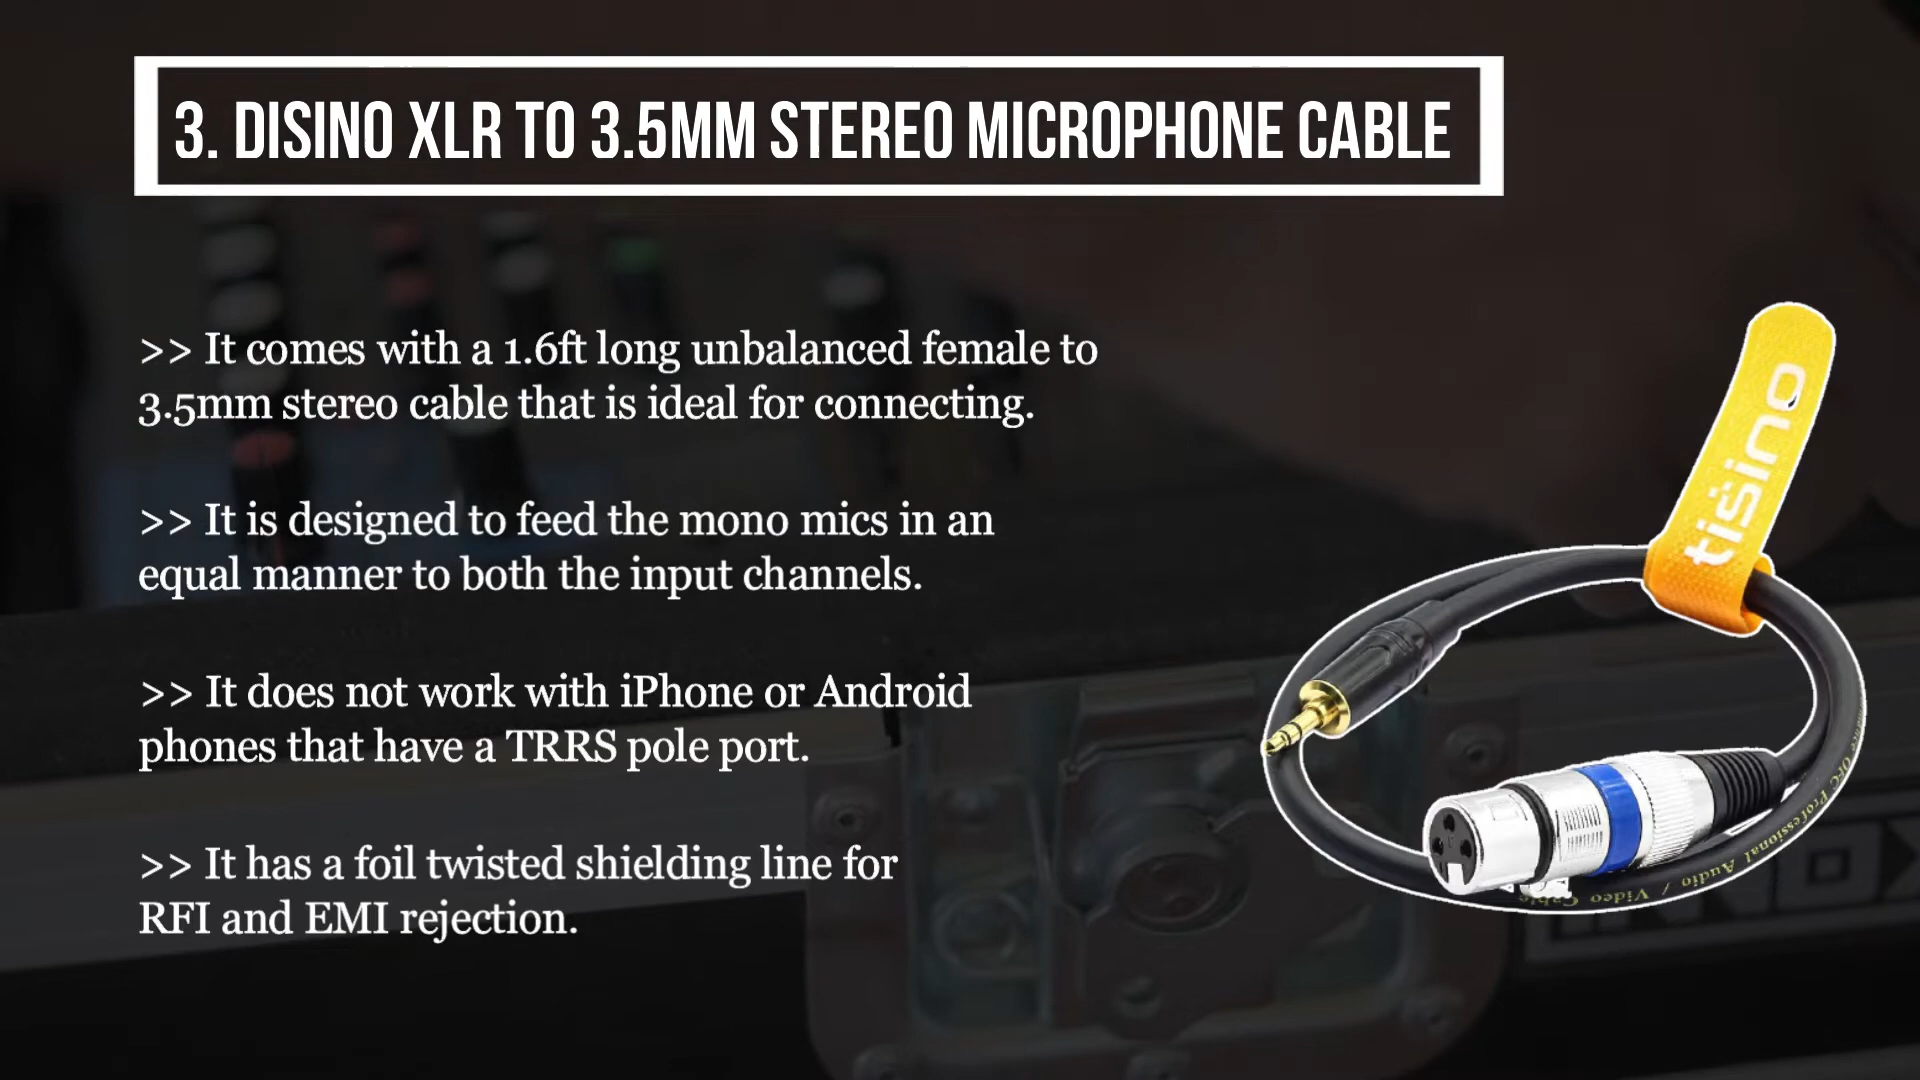 3. DISINO XLR TO 3.5MM STEREO MICROPHONE CABLE
>> It comes with a 1.6ft long unbalanced female to
3.5mm stereo cable that is ideal for connecting.
>> It is designed to feed the mono mics in an
equal manner to both the input channels.
>> It does not work with iPhone or Android
phones that have a TRRS pole port.
>> It has a foil twisted shielding line for
RFI and EMI rejection.
tisino
OFC Professional Audio / Video Cable